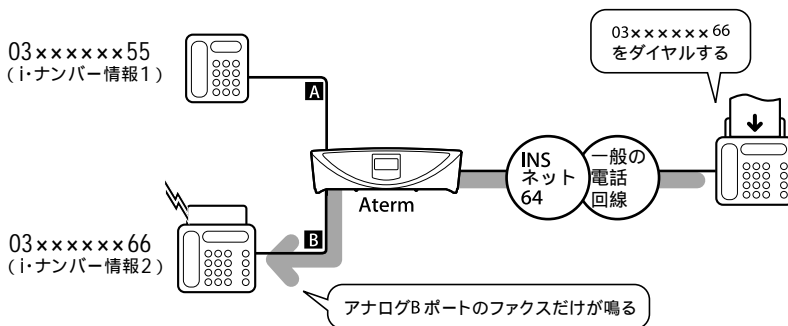 03××××××55
(i・ナンバー情報1)
A
03××××××66
をダイヤルする
Aterm
INS
ネット
64
一般の
電話
回線
03××××××66
(i・ナンバー情報2)
B
アナログBポートのファクスだけが鳴る